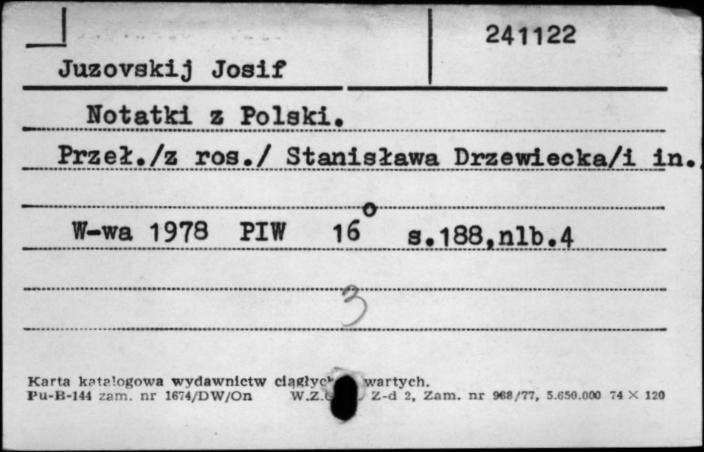 241122
Juzovskij Josif
Notatki z Polski.
Przeł./z ros./ Stanisława Drzewiecka/i in.
W-wa 1978 PIW 16° s.188,nlb.4
3
Karta katalogowa wydawnictw ciągłych wartych.
Pu-B-144 zam. nr 1674/DW/On W.Z. Z-d 2, Zam. nr 968/77, 5.650.000 74 × 120